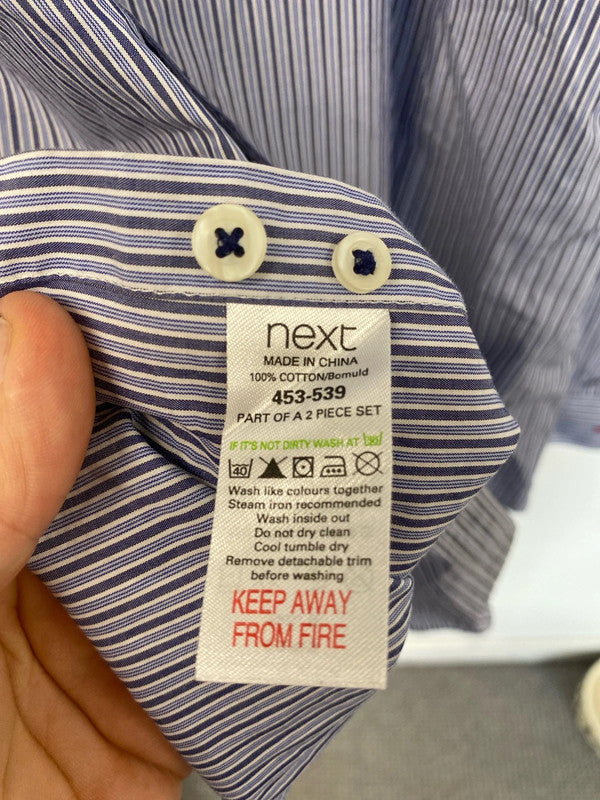 next
MADE IN CHINA
100% COTTON/Bomuld
453-539
PART OF A 2 PIECE SET
IF IT'S NOT DIRTY WASH AT 30
40
Wash like colours together
Steam iron recommended
Wash inside out
Do not dry clean
Cool tumble dry
Remove detachable trim
before washing
KEEP AWAY
FROM FIRE